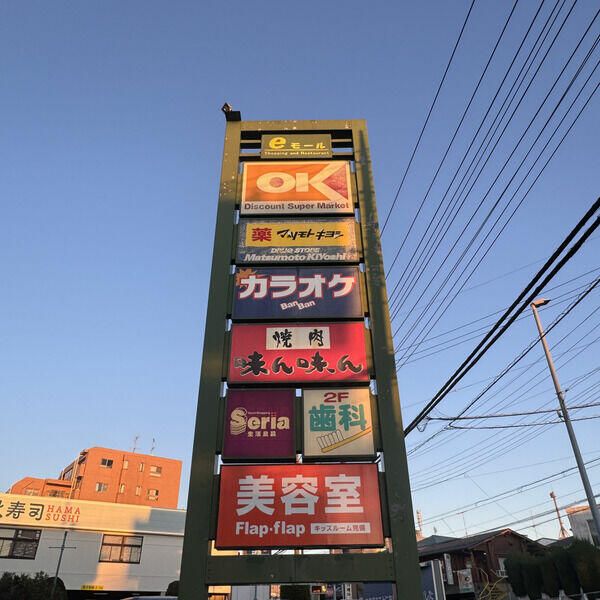 eモール
Shopping and Restaurant
OK
Discount Super Market
薬 マツモトキヨシ
DRUG STORE
Matsumoto KiYoshi
カラオケ
BanBan
焼肉
味ん味ん
Seria
生活良品
2F
歯科
美容室
Flap・flap キッズルーム完備
寿司 HAMA
SUSHI